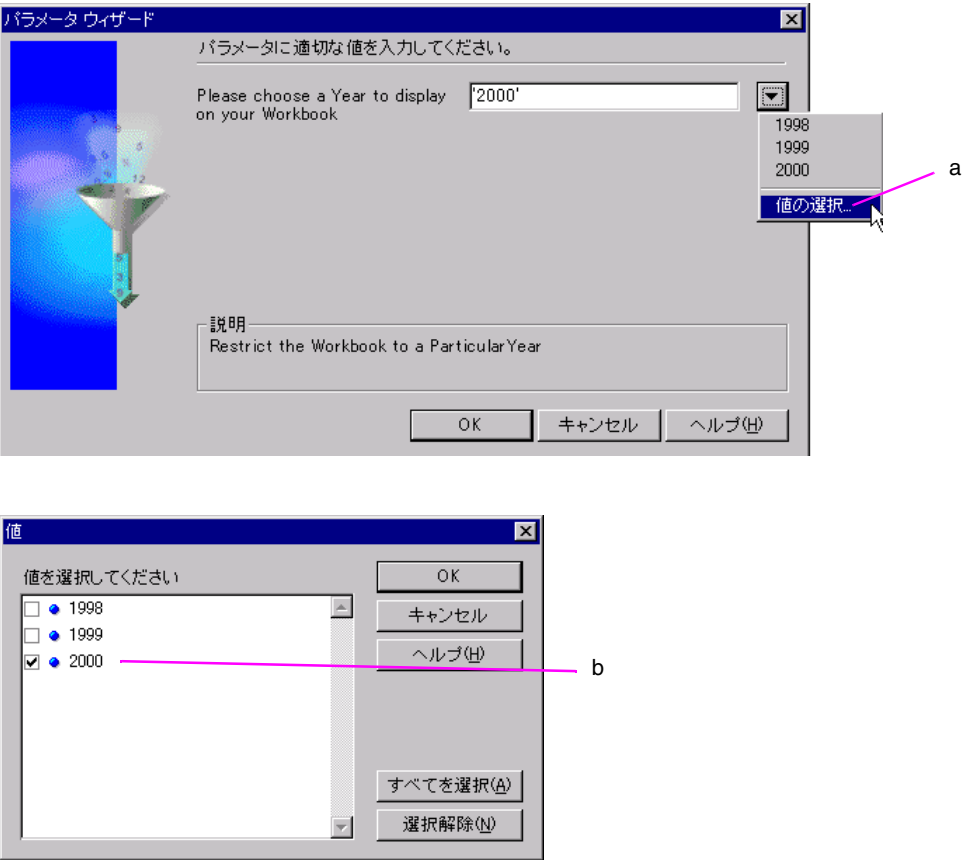 パラメータ ウィザード
パラメータに適切な値を入力してください。
Please choose a Year to display
on your Workbook
'2000'
1998
1999
2000
値の選択...
a
説明
Restrict the Workbook to a ParticularYear
OK
キャンセル
ヘルプ(H)
値
値を選択してください
1998
1999
2000
OK
キャンセル
ヘルプ(H)
b
すべてを選択(A)
選択解除(N)